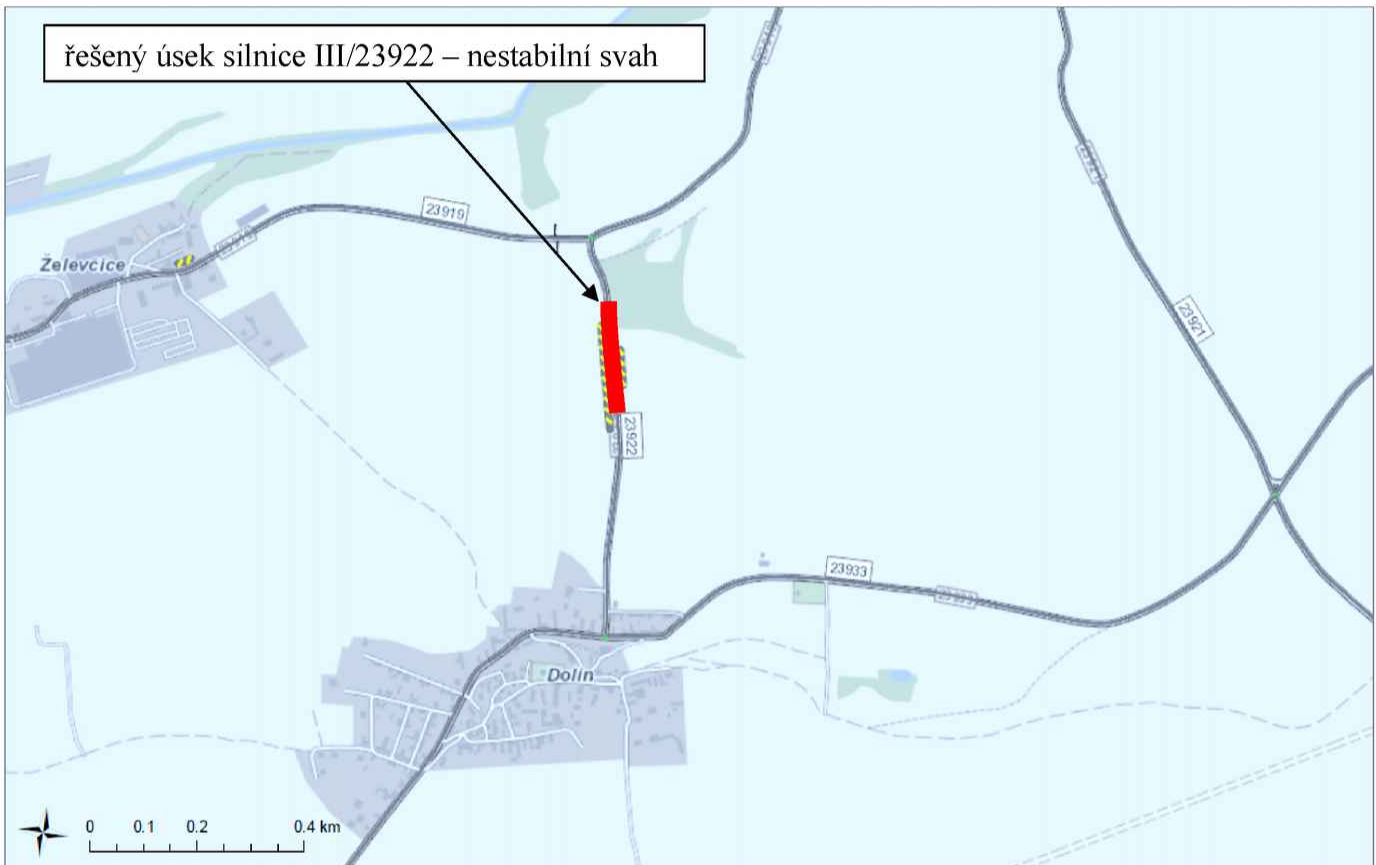 řešený úsek silnice III/23922 – nestabilní svah
23919
Želevcice
23921
23922
23933
Dolín
0 0.1 0.2 0.4 km